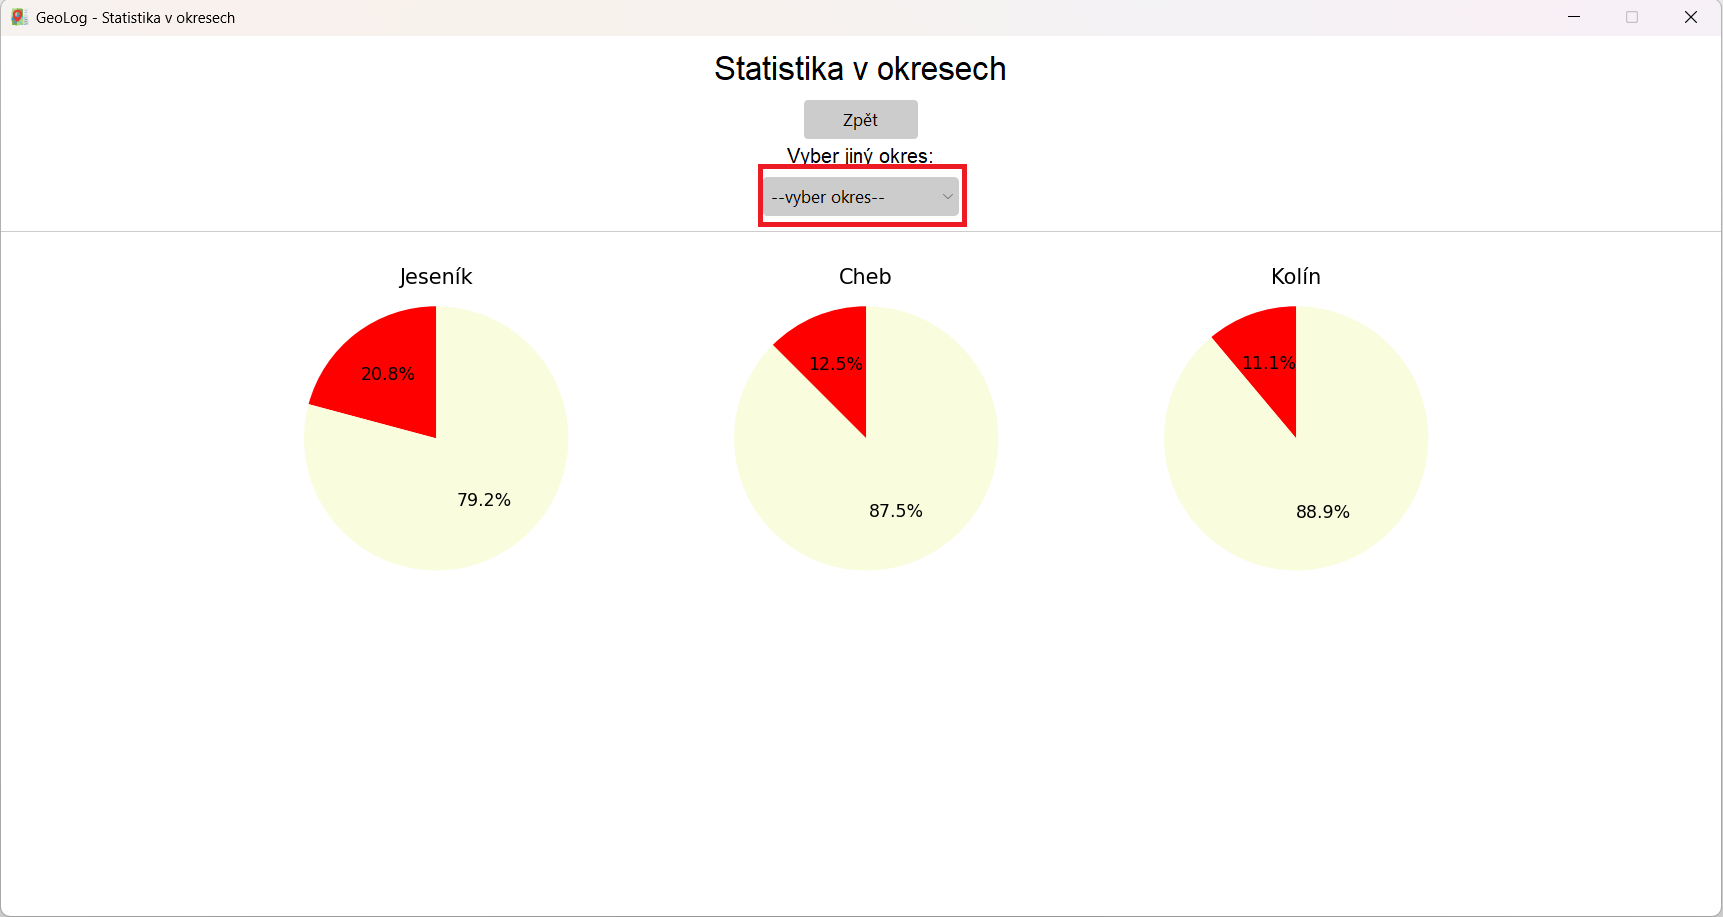 GeoLog - Statistika v okresech
Statistika v okresech
Zpět
Vyber jiný okres:
--vyber okres--
Jeseník
Cheb
Kolín
20.8%
12.5%
11.1%
79.2%
87.5%
88.9%